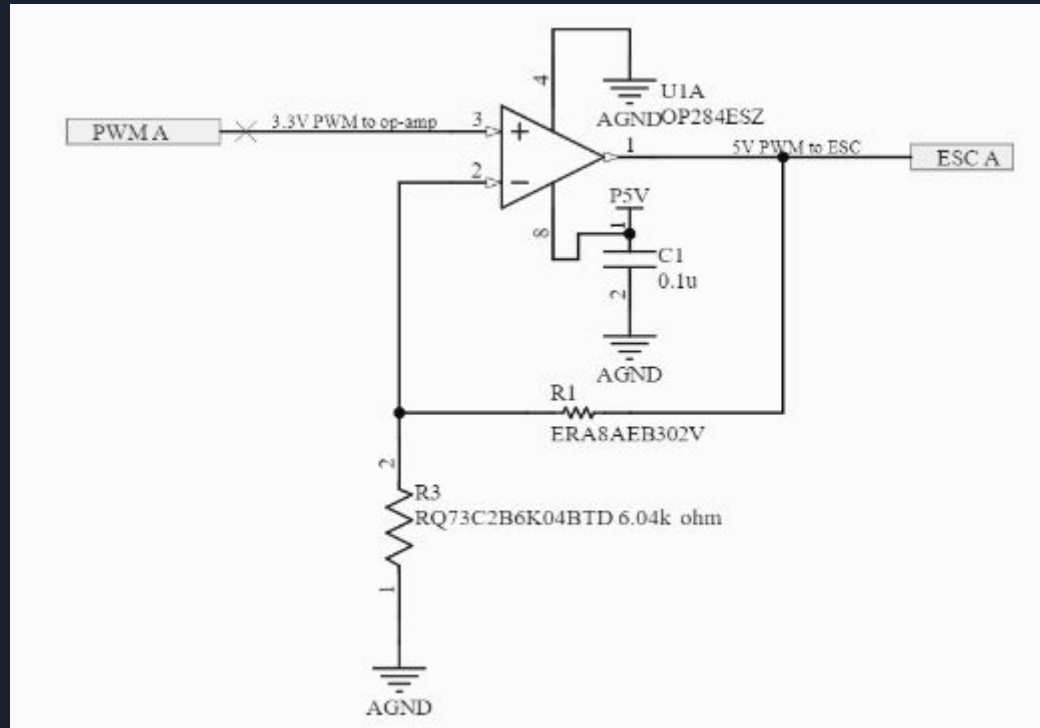 4
U1A
AGND
OP284ESZ
PWM A
3.3V PWM to op-amp
3
+
1
5V PWM to ESC
ESC A
2
−
P5V
8
1
C1
0.1u
2
AGND
R1
ERA8AEB302V
2
R3
RQ73C2B6K04BTD 6.04k ohm
1
AGND